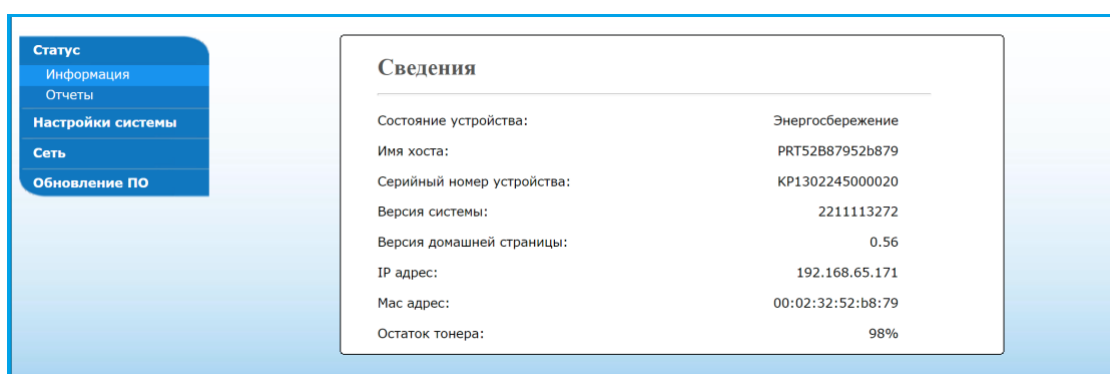 Статус
Информация
Отчеты
Настройки системы
Сеть
Обновление ПО
Сведения
Состояние устройства: Энергосбережение
Имя хоста: PRT52B87952b879
Серийный номер устройства: KP1302245000020
Версия системы: 2211113272
Версия домашней страницы: 0.56
IP адрес: 192.168.65.171
Mac адрес: 00:02:32:52:b8:79
Остаток тонера: 98%